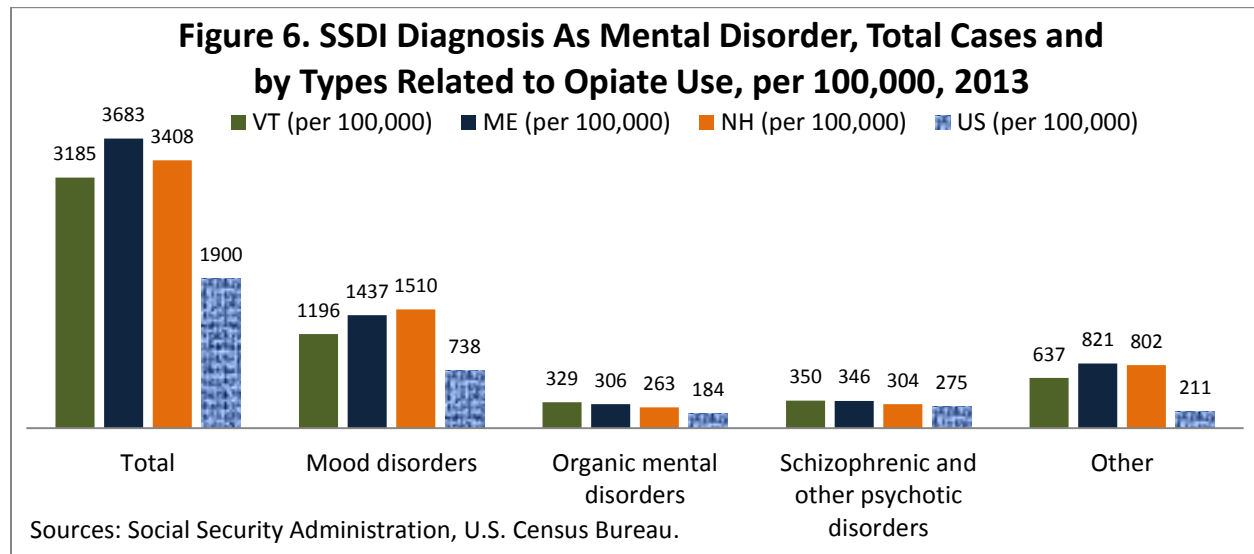 Figure 6. SSDI Diagnosis As Mental Disorder, Total Cases and
by Types Related to Opiate Use, per 100,000, 2013
VT (per 100,000) ME (per 100,000) NH (per 100,000) US (per 100,000)
3185 3683 3408 1900
1196 1437 1510 738
329 306 263 184
350 346 304 275
637 821 802 211
Total
Mood disorders
Organic mental
disorders
Schizophrenic and
other psychotic
disorders
Other
Sources: Social Security Administration, U.S. Census Bureau.